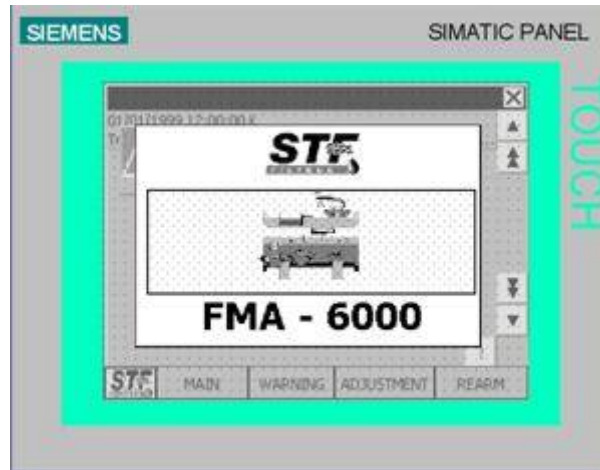 SIEMENS
SIMATIC PANEL
TOUCH
STF
FMA - 6000
STF
MAIN
WARNING
ADJUSTMENT
REARM